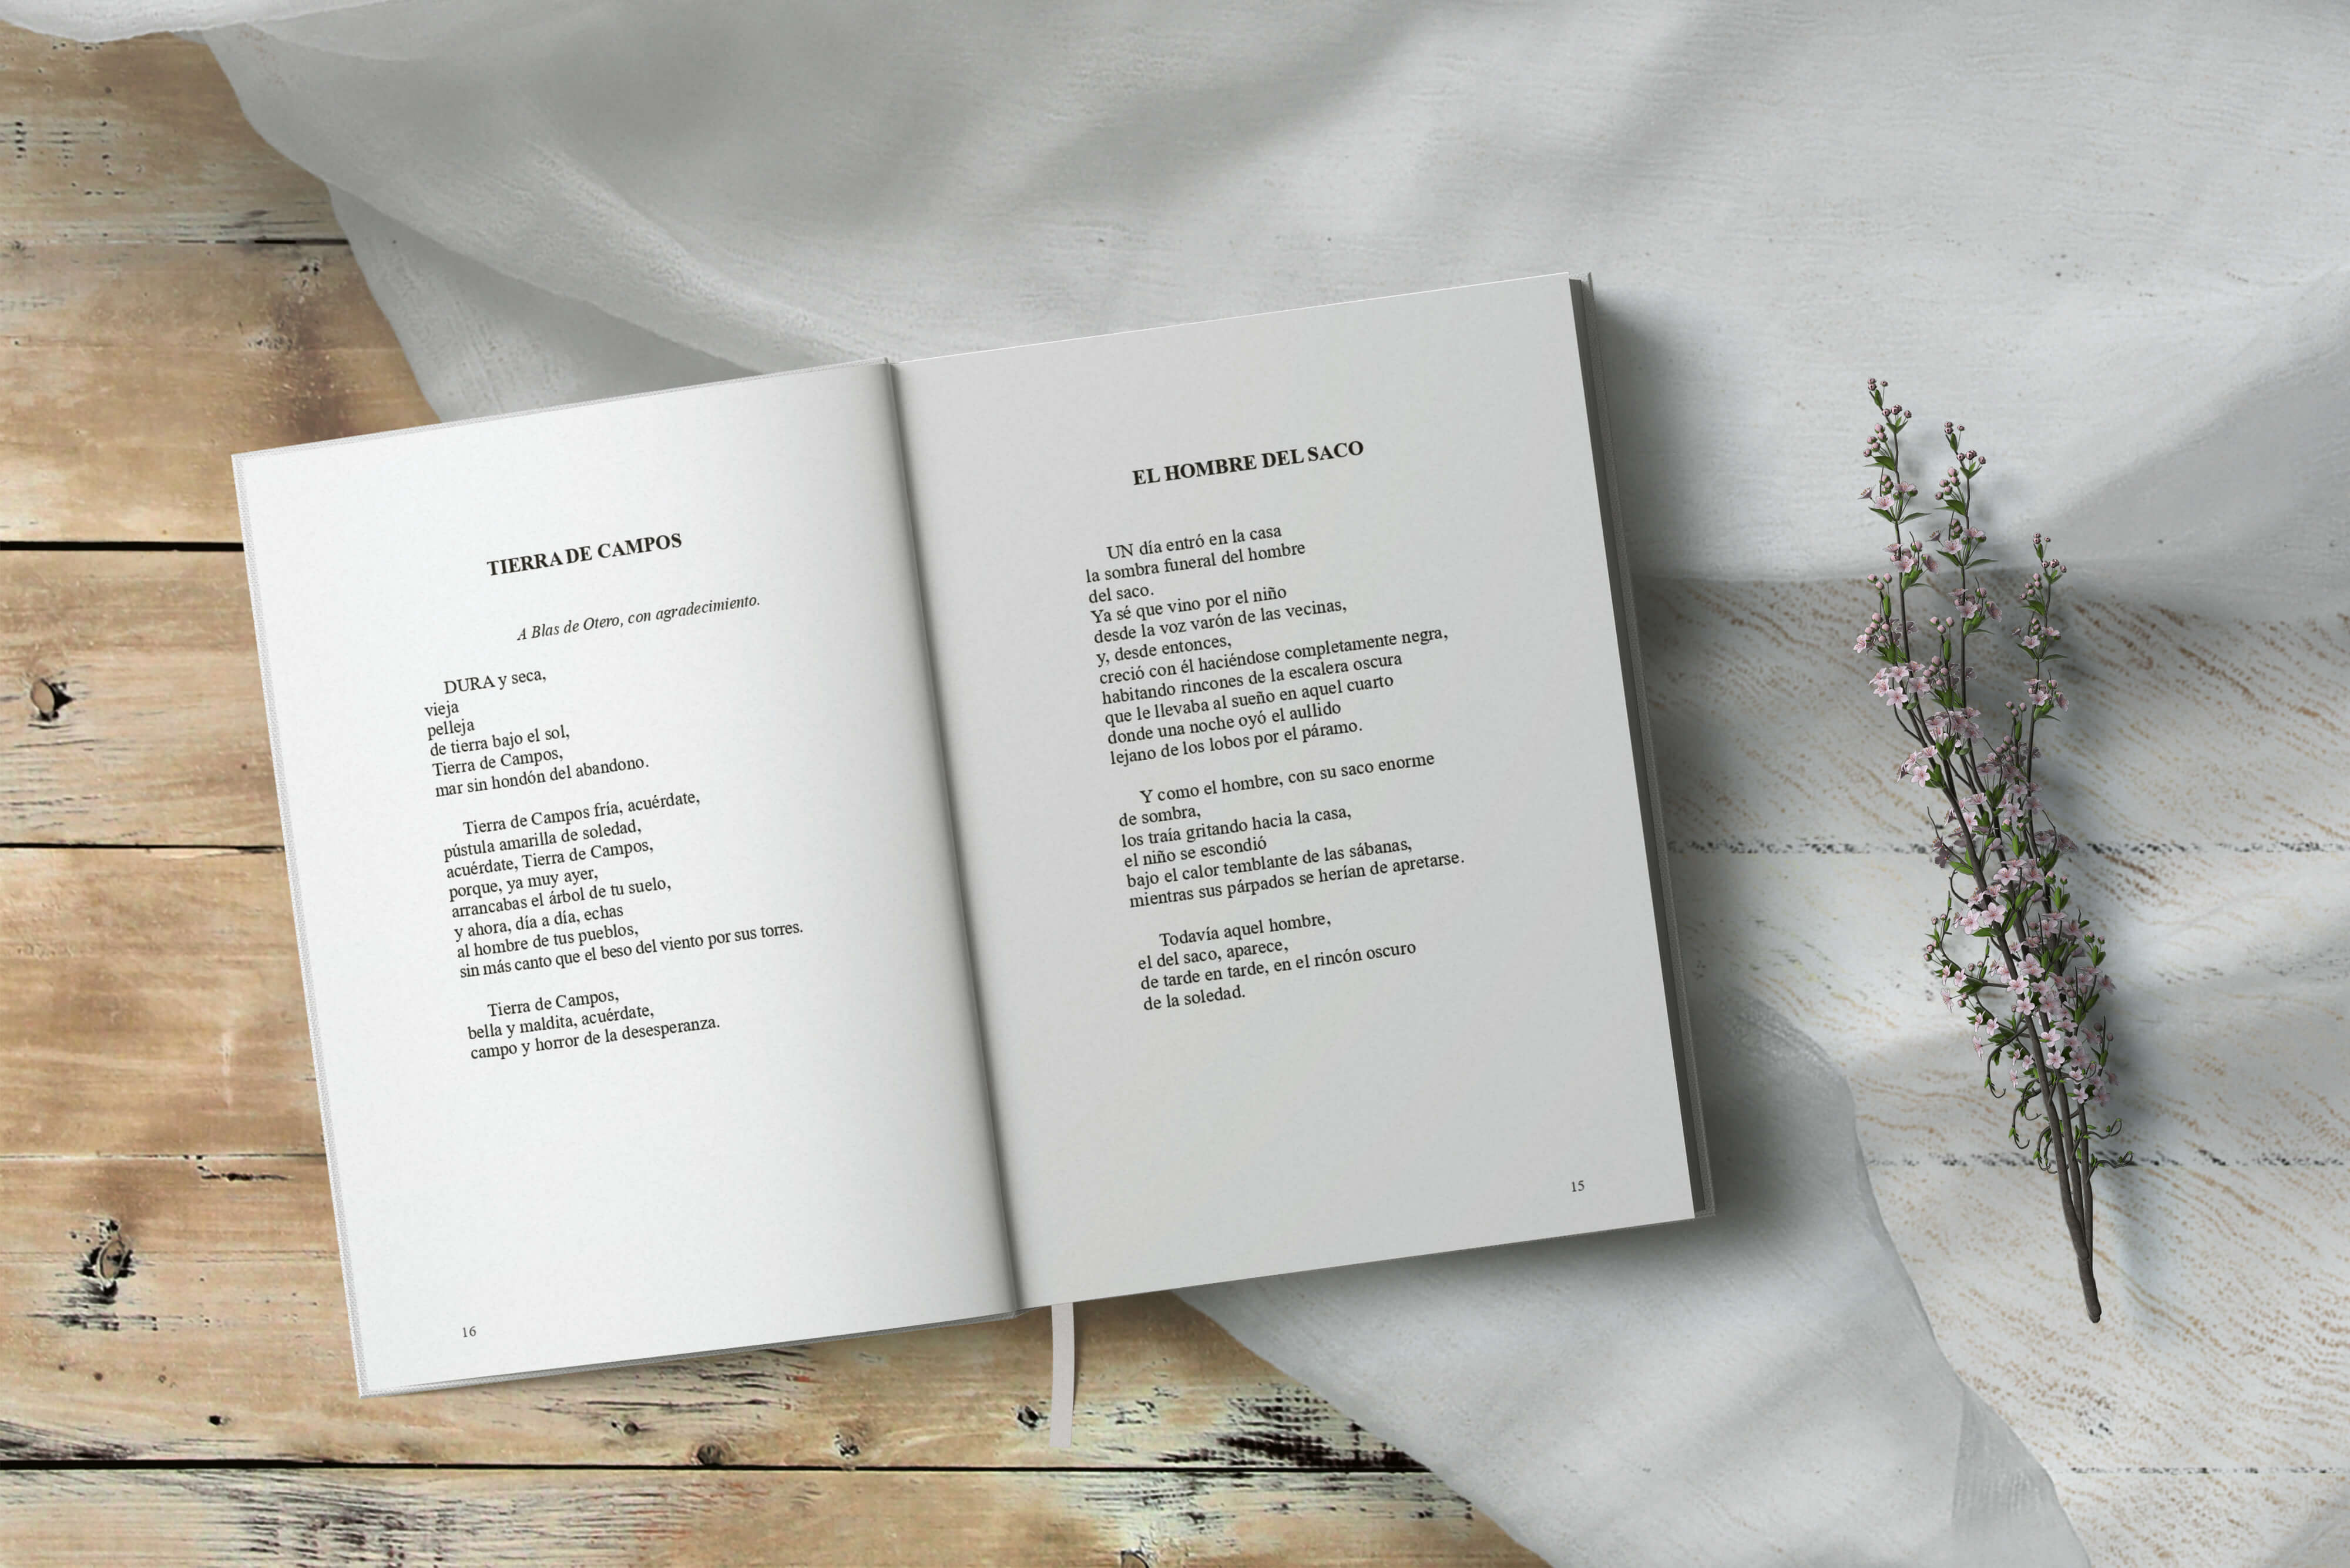 TIERRA DE CAMPOS
A Blas de Otero, con agradecimiento.
DURA y seca,
vieja
pelleja
de tierra bajo el sol,
Tierra de Campos,
mar sin hondón del abandono.
Tierra de Campos fría, acuérdate,
pústula amarilla de soledad,
acuérdate, Tierra de Campos,
porque, ya muy ayer,
arrancabas el árbol de tu suelo,
y ahora, día a día, echas
al hombre de tus pueblos,
sin más canto que el beso del viento por sus torres.
Tierra de Campos,
bella y maldita, acuérdate,
campo y horror de la desesperanza.
16
EL HOMBRE DEL SACO
UN día entró en la casa
la sombra funeral del hombre
del saco.
Ya sé que vino por el niño
desde la voz varón de las vecinas,
y, desde entonces,
creció con él haciéndose completamente negra,
habitando rincones de la escalera oscura
que le llevaba al sueño en aquel cuarto
donde una noche oyó el aullido
lejano de los lobos por el páramo.
Y como el hombre, con su saco enorme
de sombra,
los traía gritando hacia la casa,
el niño se escondió
bajo el calor temblante de las sábanas,
mientras sus párpados se herían de apretarse.
Todavía aquel hombre,
el del saco, aparece,
de tarde en tarde, en el rincón oscuro
de la soledad.
15